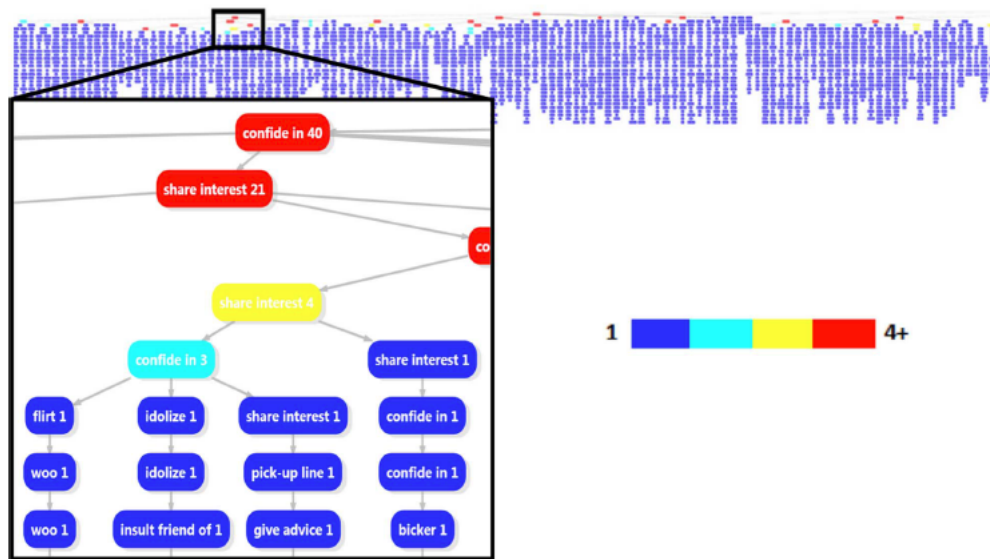 confide in 40
share interest 21
co
share interest 4
1 4+
confide in 3 share interest 1
flirt 1 idolize 1 share interest 1 confide in 1
woo 1 idolize 1 pick-up line 1 confide in 1
woo 1 insult friend of 1 give advice 1 bicker 1